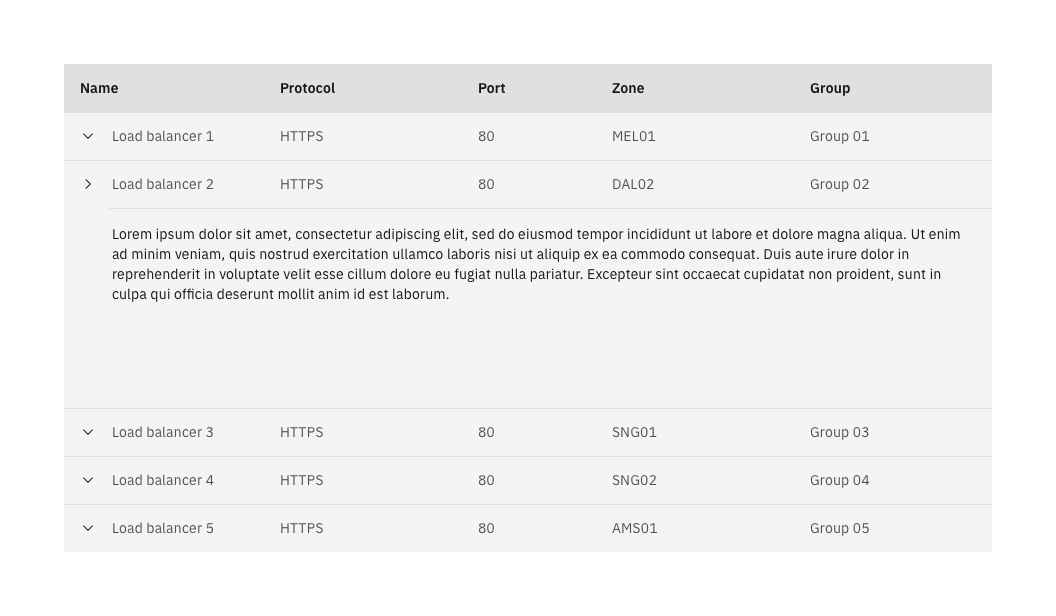 Name Protocol Port Zone Group
Load balancer 1 HTTPS 80 MEL01 Group 01
Load balancer 2 HTTPS 80 DAL02 Group 02
Lorem ipsum dolor sit amet, consectetur adipiscing elit, sed do eiusmod tempor incididunt ut labore et dolore magna aliqua. Ut enim
ad minim veniam, quis nostrud exercitation ullamco laboris nisi ut aliquip ex ea commodo consequat. Duis aute irure dolor in
reprehenderit in voluptate velit esse cillum dolore eu fugiat nulla pariatur. Excepteur sint occaecat cupidatat non proident, sunt in
culpa qui officia deserunt mollit anim id est laborum.
Load balancer 3 HTTPS 80 SNG01 Group 03
Load balancer 4 HTTPS 80 SNG02 Group 04
Load balancer 5 HTTPS 80 AMS01 Group 05